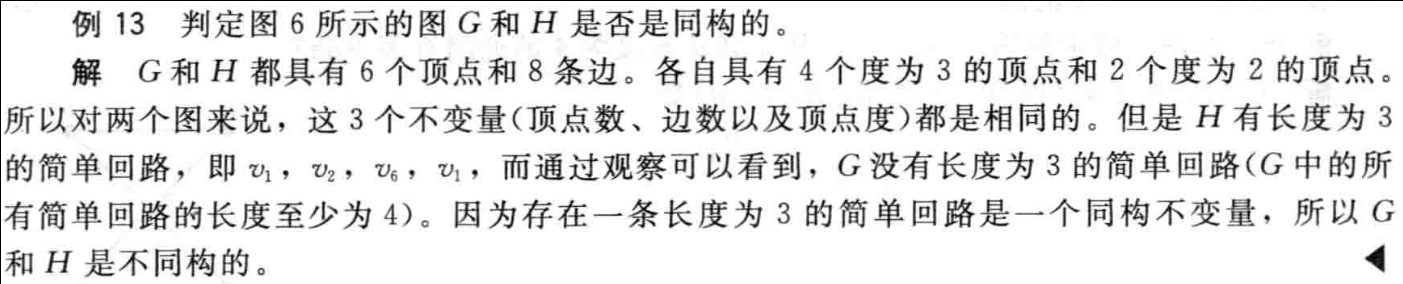 例 13 判定图 6 所示的图 G 和 H 是否是同构的。
解 G 和 H 都具有 6 个顶点和 8 条边。各自具有 4 个度为 3 的顶点和 2 个度为 2 的顶点。
所以对两个图来说，这 3 个不变量(顶点数、边数以及顶点度)都是相同的。但是 H 有长度为 3
的简单回路，即 v₁，v₂，v₆，v₁，而通过观察可以看到，G 没有长度为 3 的简单回路(G 中的所
有简单回路的长度至少为 4)。因为存在一条长度为 3 的简单回路是一个同构不变量，所以 G
和 H 是不同构的。 ◀